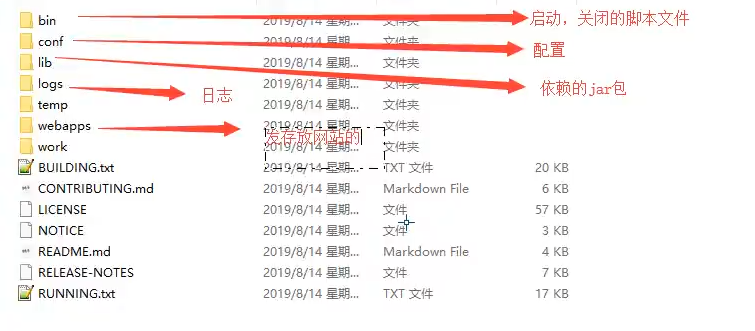 bin 2019/8/14 星期... 文件夹 启动，关闭的脚本文件
conf 2019/8/14 星期... 文件夹 配置
lib 2019/8/14 星期... 文件夹 依赖的jar包
logs 2019/8/14 星期... 文件夹 日志
temp 2019/8/14 星期... 文件夹
webapps 2019/8/14 星期... 文件夹 发存放网站的
work 2019/8/14 星期... 文件夹
BUILDING.txt 2019/8/14 星期... TXT 文件 20 KB
CONTRIBUTING.md 2019/8/14 星期... Markdown File 6 KB
LICENSE 2019/8/14 星期... 文件 57 KB
NOTICE 2019/8/14 星期... 文件 3 KB
README.md 2019/8/14 星期... Markdown File 4 KB
RELEASE-NOTES 2019/8/14 星期... 文件 7 KB
RUNNING.txt 2019/8/14 星期... TXT 文件 17 KB